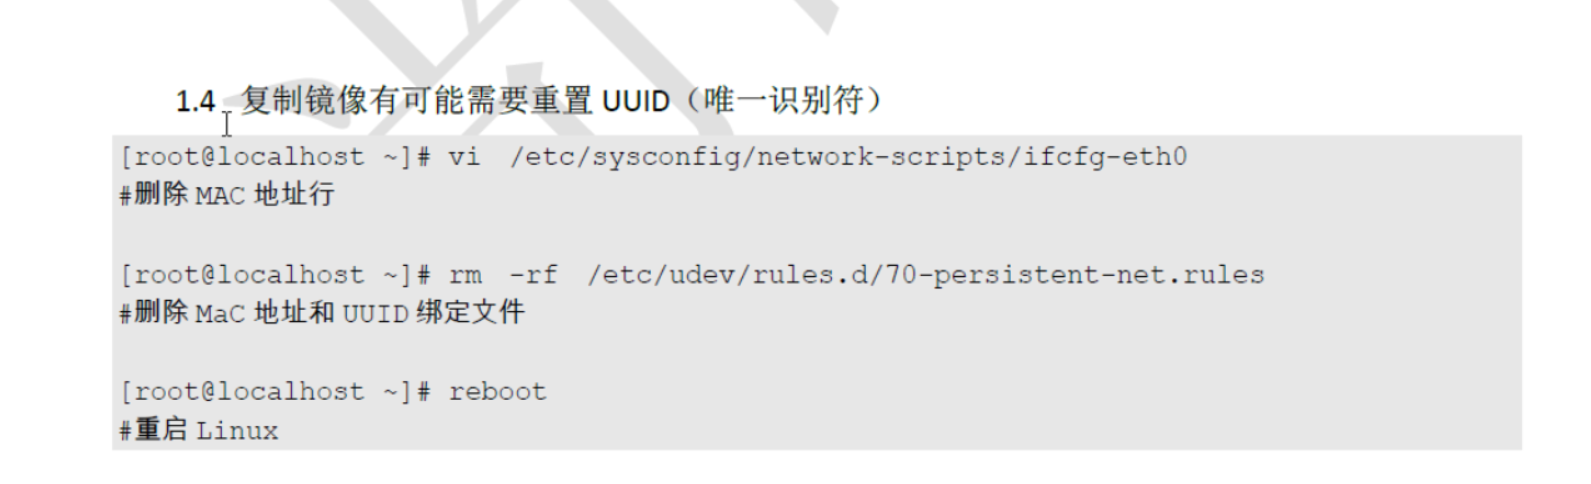 1.4 复制镜像有可能需要重置 UUID（唯一识别符）
[root@localhost ~]# vi /etc/sysconfig/network-scripts/ifcfg-eth0
#删除 MAC 地址行
[root@localhost ~]# rm -rf /etc/udev/rules.d/70-persistent-net.rules
#删除 MaC 地址和 UUID 绑定文件
[root@localhost ~]# reboot
#重启 Linux